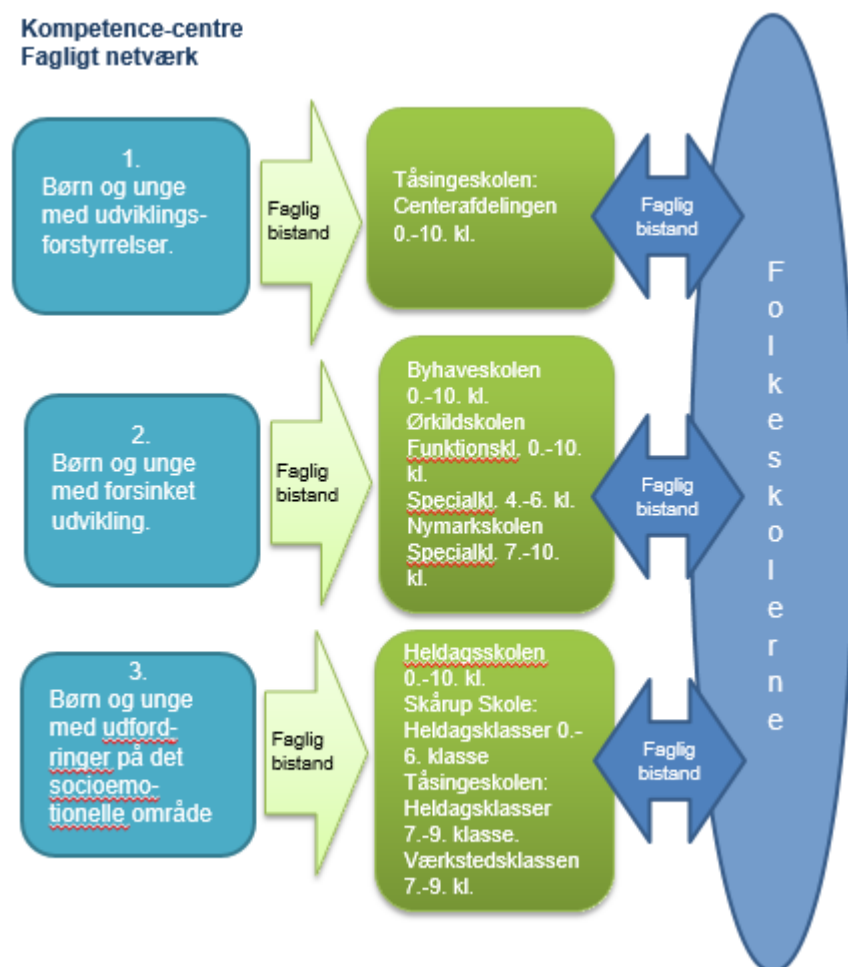 Kompetence-centre
Fagligt netværk
1.
Børn og unge
med udviklings-
forstyrrelser.
Faglig
bistand
Tåsingeskolen:
Centerafdelingen
0.-10. kl.
Faglig
bistand
2.
Børn og unge
med forsinket
udvikling.
Faglig
bistand
Byhaveskolen
0.-10. kl.
Ørkildskolen
Funktionskl. 0.-10.
kl.
Specialkl. 4.-6. kl.
Nymarkskolen
Specialkl. 7.-10.
kl.
Faglig
bistand
3.
Børn og unge
med udford-
ringer på det
socioemo-
tionelle område
Faglig
bistand
Heldagsskolen
0.-10. kl.
Skårup Skole:
Heldagsklasser 0.-
6. klasse
Tåsingeskolen:
Heldagsklasser
7.-9. klasse.
Værkstedsklassen
7.-9. kl.
Faglig
bistand
Folkeskolerne